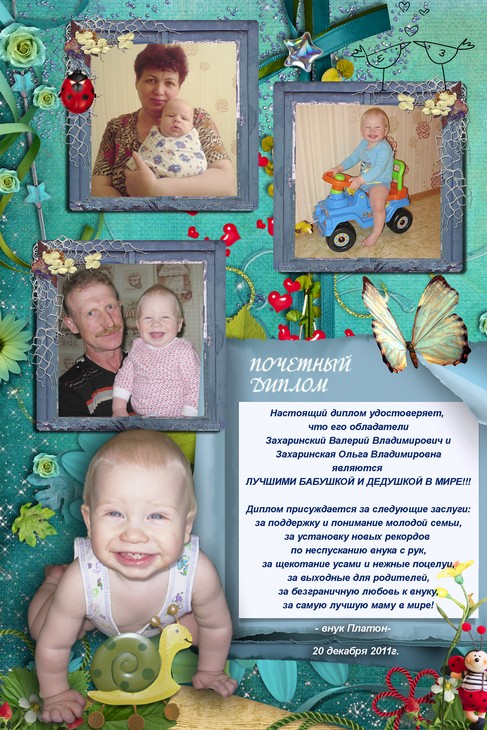 ПОЧЕТНЫЙ
ДИПЛОМ
Настоящий диплом удостоверяет,
что его обладатели
Захаринский Валерий Владимирович и
Захаринская Ольга Владимировна
являются
ЛУЧШИМИ БАБУШКОЙ И ДЕДУШКОЙ В МИРЕ!!!
Диплом присуждается за следующие заслуги:
за поддержку и понимание молодой семьи,
за установку новых рекордов
по неспусканию внука с рук,
за щекотание усами и нежные поцелуи,
за выходные для родителей,
за безграничную любовь к внуку,
за самую лучшую маму в мире!
- внук Платон-
20 декабря 2011г.